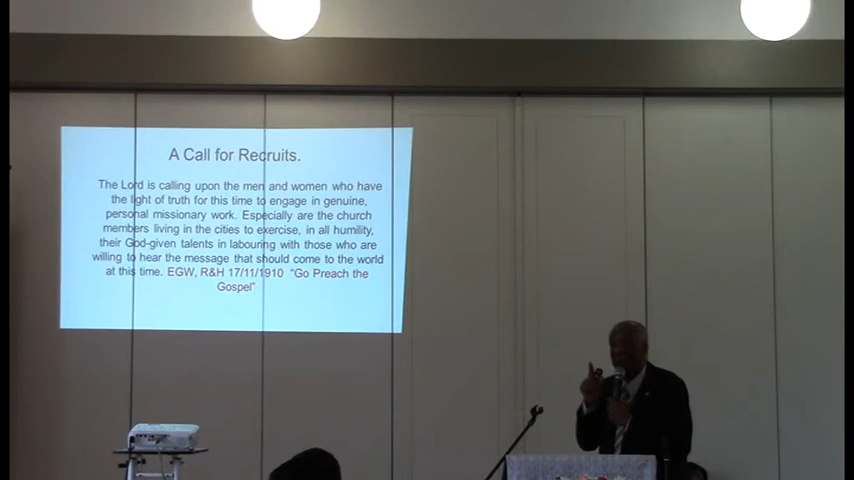 A Call for Recruits.
The Lord is calling upon the men and women who have
the light of truth for this time to engage in genuine,
personal missionary work. Especially are the church
members living in the cities to exercise, in all humility,
their God-given talents in labouring with those who are
willing to hear the message that should come to the world
at this time. EGW, R&H 17/11/1910 "Go Preach the
Gospel"